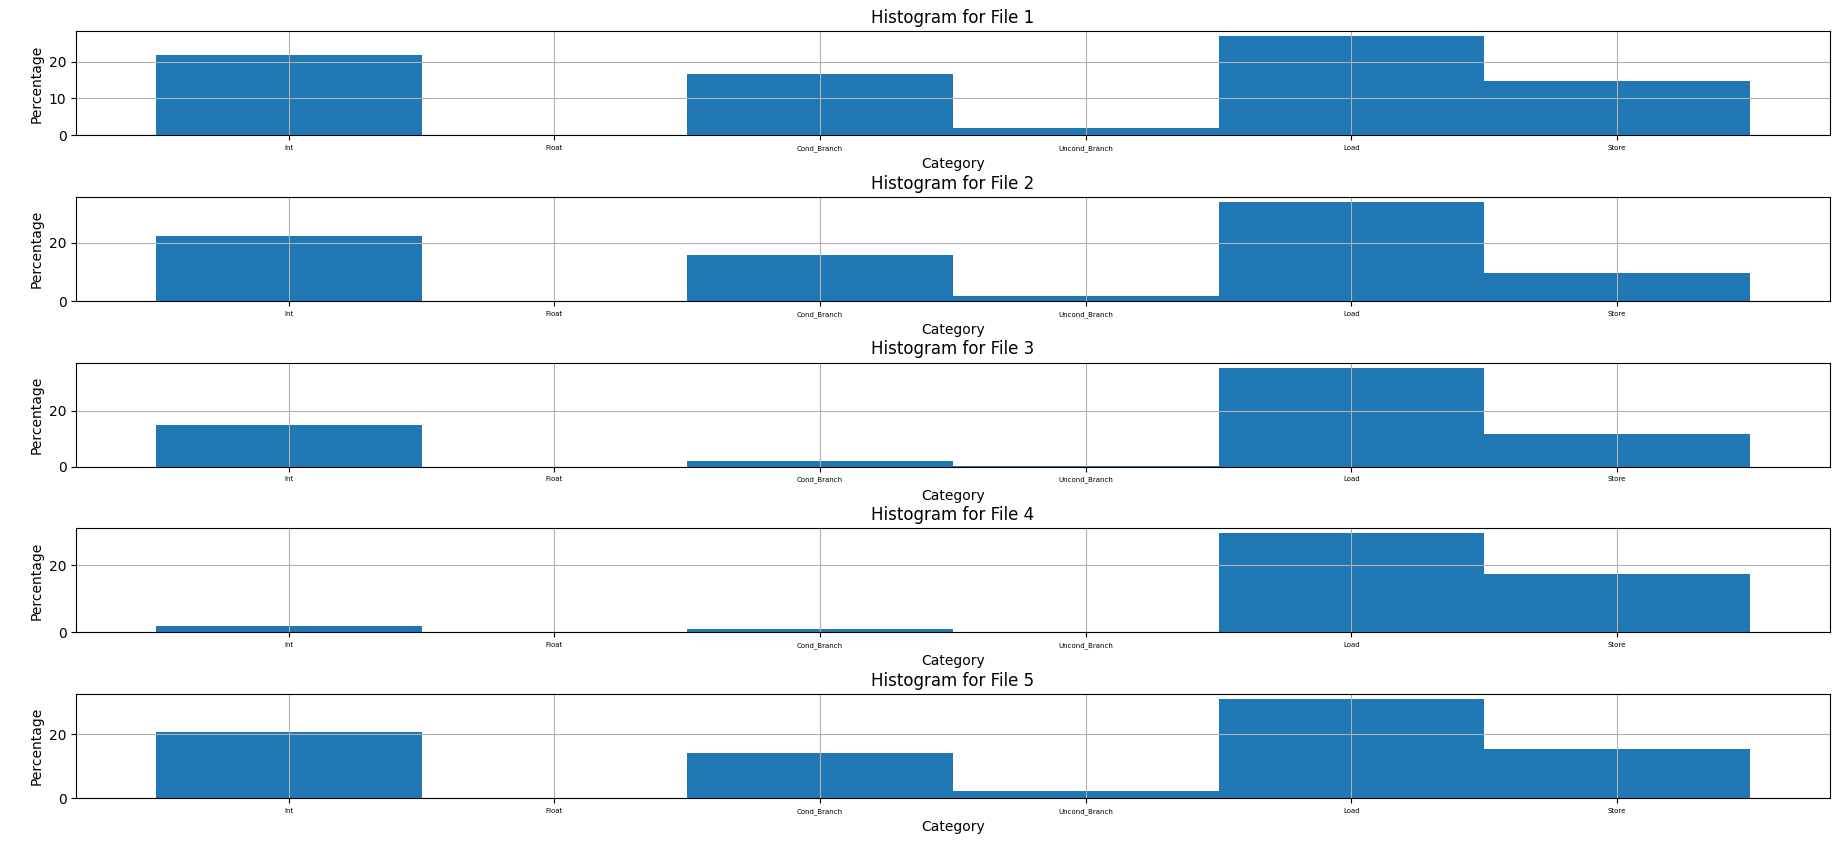 Histogram for File 1
Percentage
20
10
0
Int Float Cond_Branch Uncond_Branch Load Store
Category
Histogram for File 2
Percentage
20
0
Int Float Cond_Branch Uncond_Branch Load Store
Category
Histogram for File 3
Percentage
20
0
Int Float Cond_Branch Uncond_Branch Load Store
Category
Histogram for File 4
Percentage
20
0
Int Float Cond_Branch Uncond_Branch Load Store
Category
Histogram for File 5
Percentage
20
0
Int Float Cond_Branch Uncond_Branch Load Store
Category